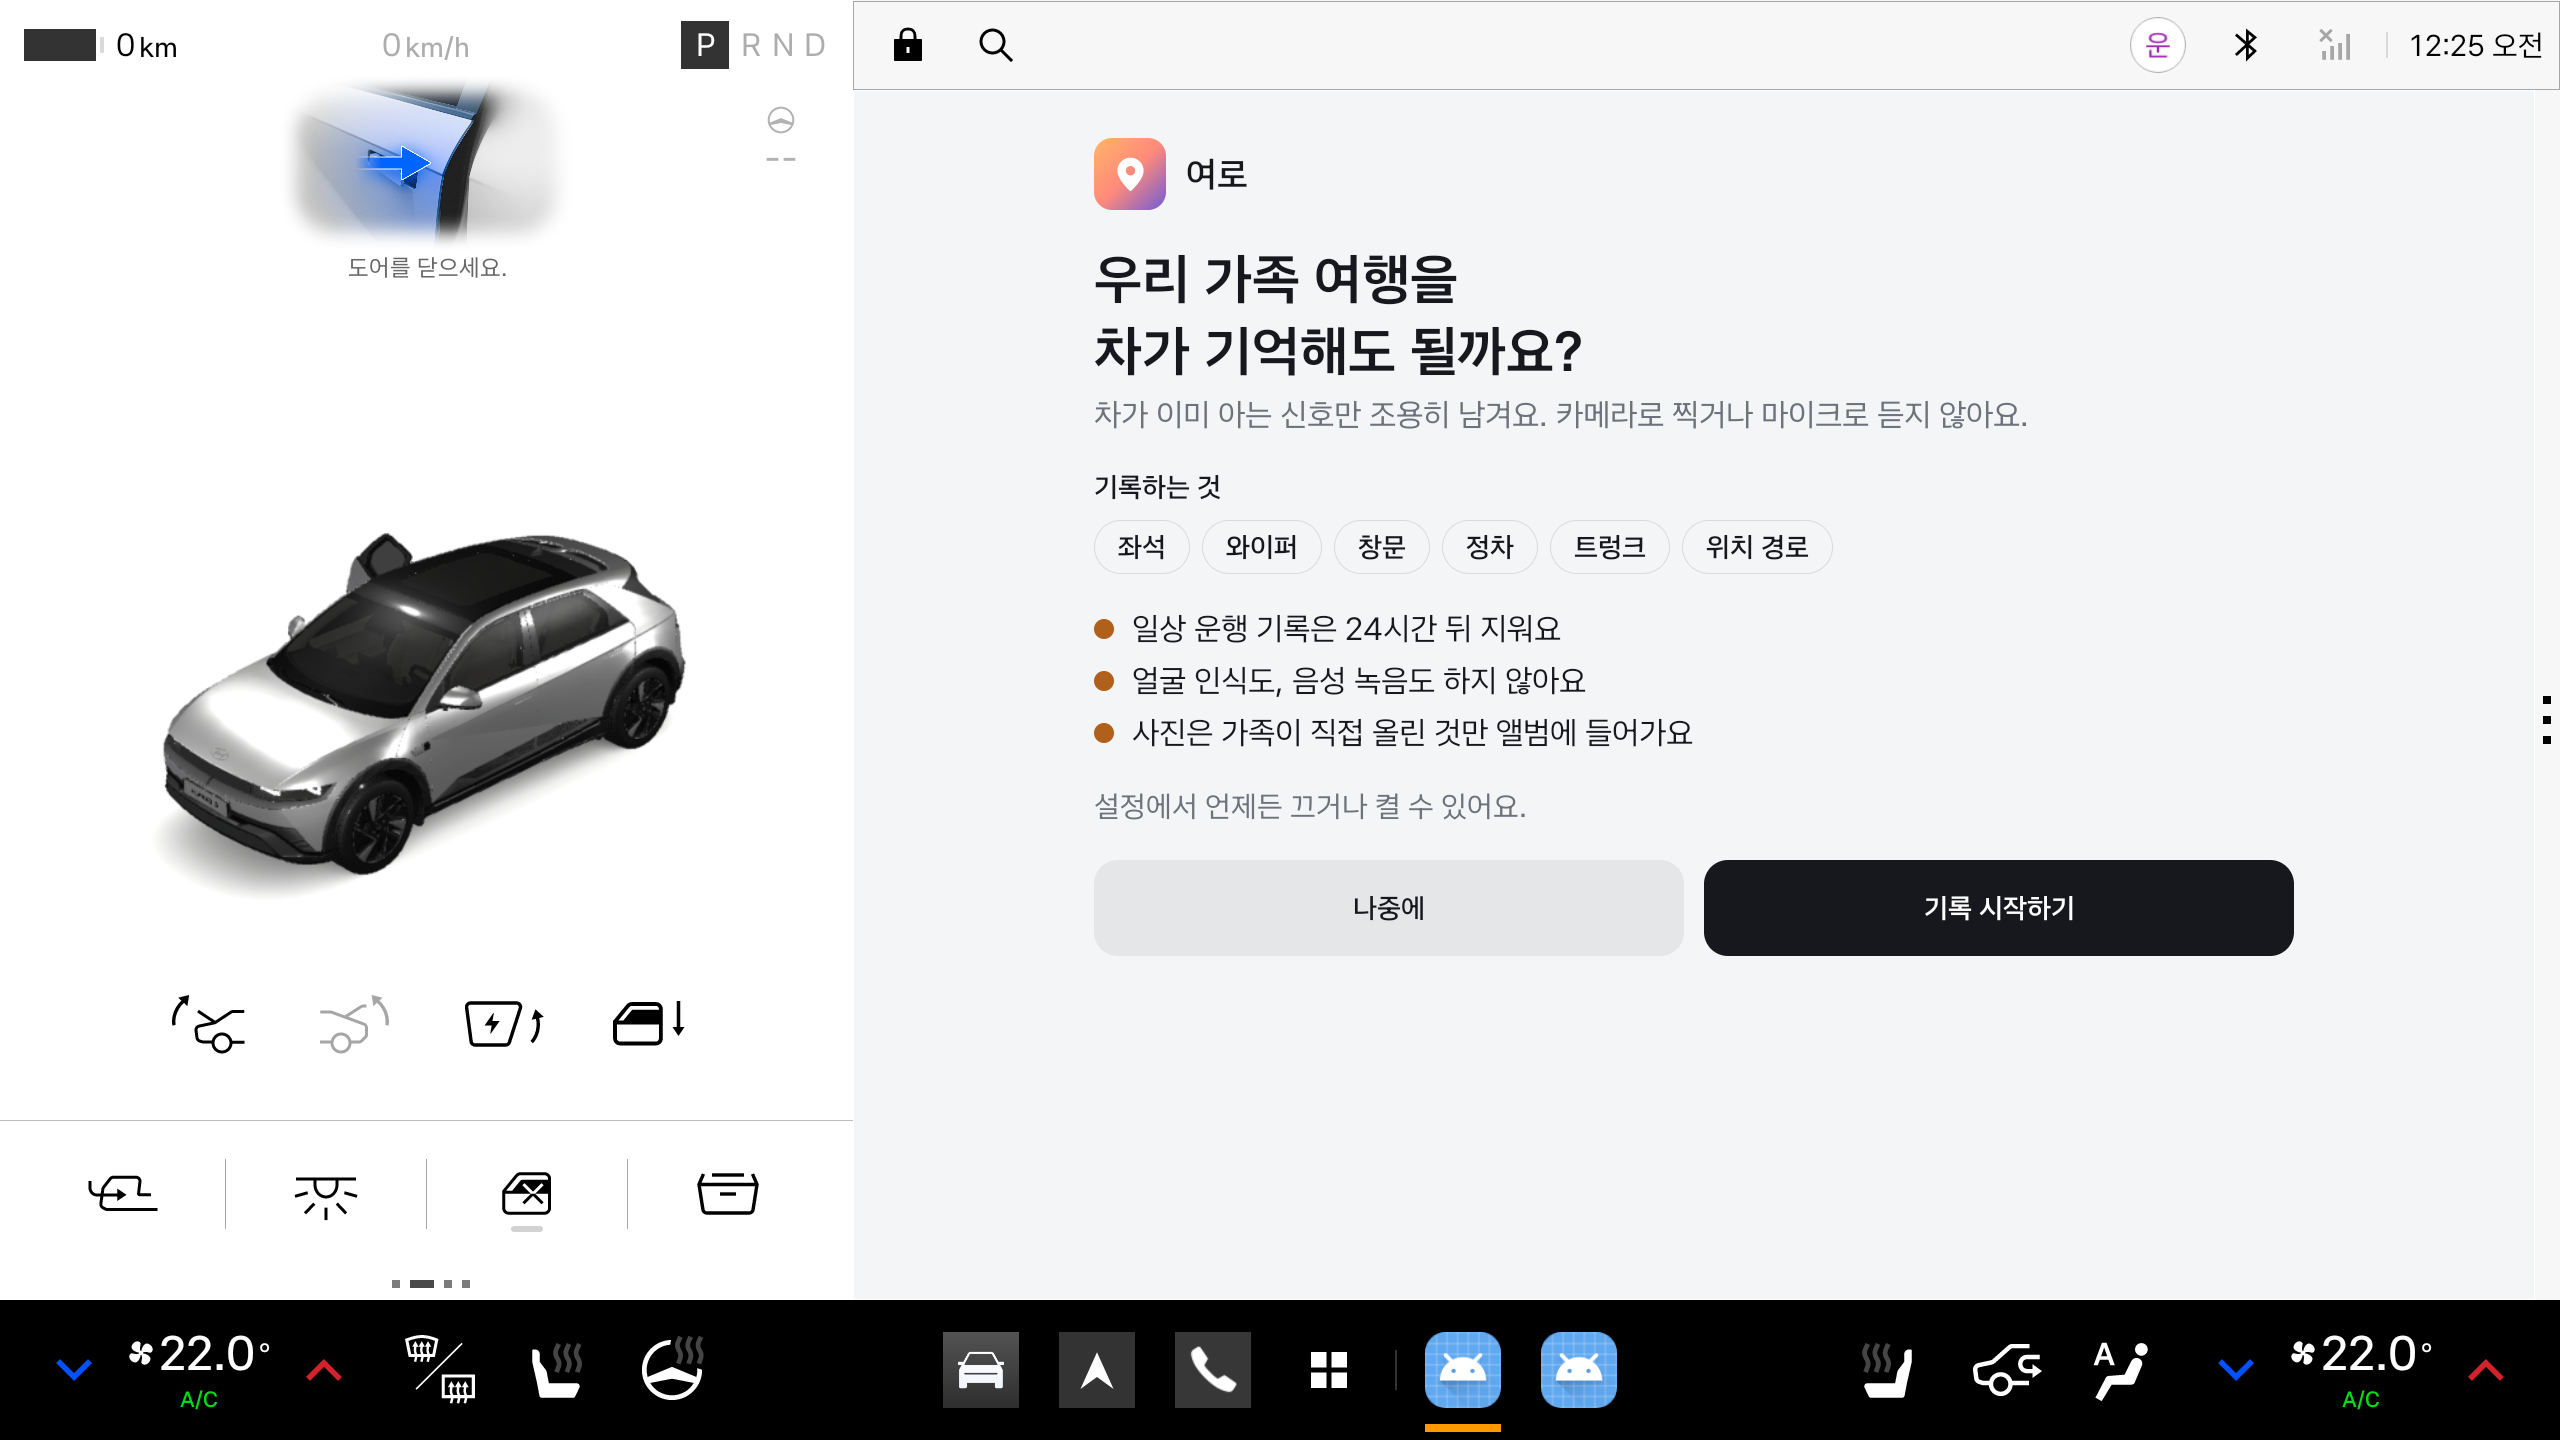 0 km
0 km/h
P R N D
운
12:25 오전
도어를 닫으세요.
여로
우리 가족 여행을
차가 기억해도 될까요?
차가 이미 아는 신호만 조용히 남겨요. 카메라로 찍거나 마이크로 듣지 않아요.
기록하는 것
좌석 와이퍼 창문 정차 트렁크 위치 경로
일상 운행 기록은 24시간 뒤 지워요
얼굴 인식도, 음성 녹음도 하지 않아요
사진은 가족이 직접 올린 것만 앨범에 들어가요
설정에서 언제든 끄거나 켤 수 있어요.
나중에
기록 시작하기
22.0°
A/C
A
22.0°
A/C